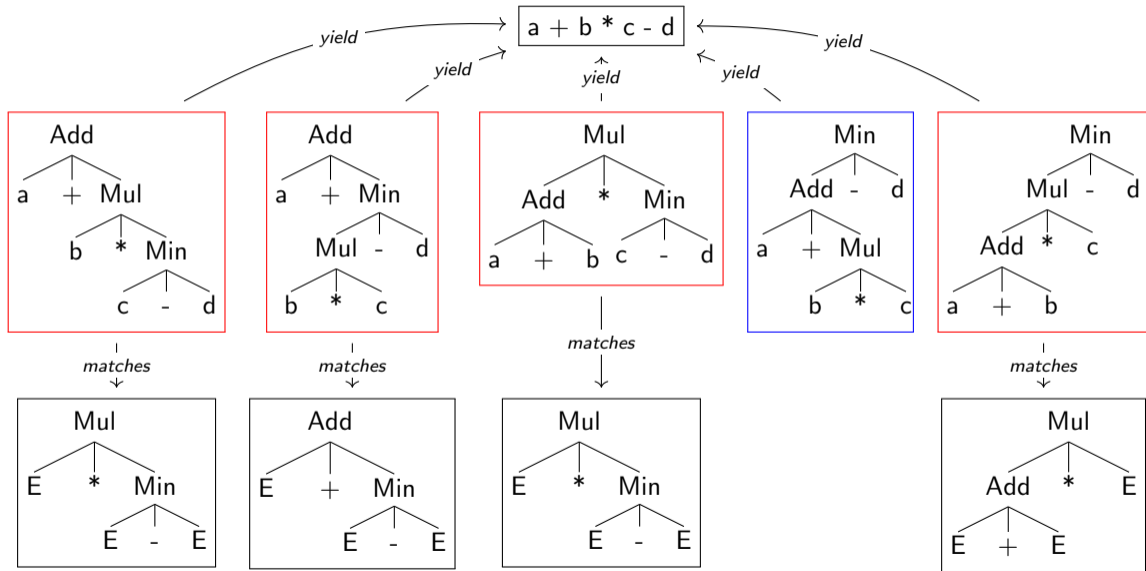 a + b * c - d
yield yield yield yield yield
Add Add Mul Min Min
a + Mul a + Min Add * Min Add - d Mul - d
b * Min Mul - d a + b c - d a + Mul Add * c
c - d b * c b * c a + b
matches matches matches matches
Mul Add Mul Mul
E * Min E + Min E * Min Add * E
E - E E - E E - E E + E